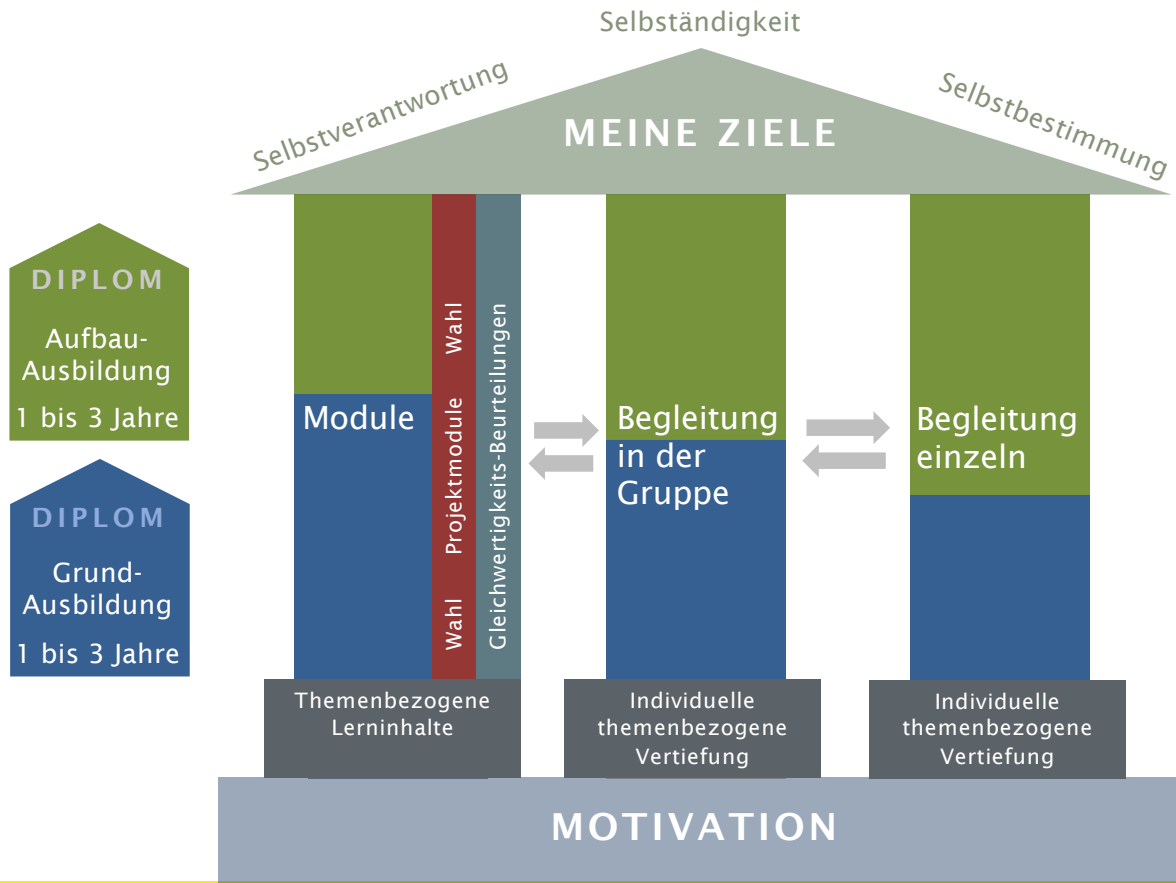 Selbständigkeit
Selbstverantwortung
Selbstbestimmung
MEINE ZIELE
DIPLOM
Aufbau-
Ausbildung
1 bis 3 Jahre
DIPLOM
Grund-
Ausbildung
1 bis 3 Jahre
Module
Wahl Projektmodule Wahl
Gleichwertigkeits-Beurteilungen
Begleitung
in der
Gruppe
Begleitung
einzeln
Themenbezogene
Lerninhalte
Individuelle
themenbezogene
Vertiefung
Individuelle
themenbezogene
Vertiefung
MOTIVATION